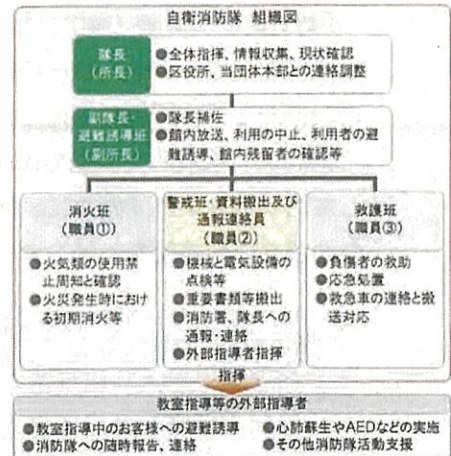 自衛消防隊 組織図
隊長
(所長)
●全体指揮、情報収集、現状確認
●区役所、当団体本部との連絡調整
副隊長・
避難誘導班
(副所長)
●隊長補佐
●館内放送、利用の中止、利用者の避
難誘導、館内残留者の確認等
消火班
(職員①)
●火気類の使用禁
止周知と確認
●火災発生時にお
ける初期消火等
警戒班・資料搬出及び
通報連絡員
(職員②)
●機械と電気設備の
点検等
●重要書類等搬出
●消防署、隊長への
通報・連絡
●外部指導者指揮
救護班
(職員③)
●負傷者の救助
●応急処置
●救急車の連絡と搬
送対応
指揮
教室指導等の外部指導者
●教室指導中のお客様への避難誘導
●消防隊への随時報告、連絡
●心肺蘇生やAEDなどの実施
●その他消防隊活動支援